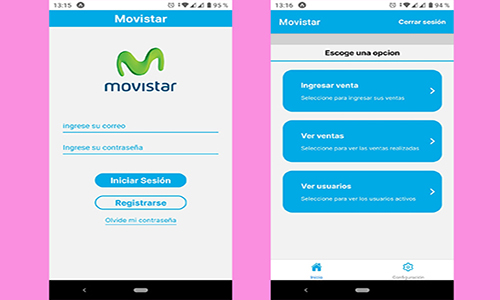 13:15
95 %
Movistar
movistar
Ingrese su correo
Ingrese su contraseña
Iniciar Sesión
Registrarse
Olvide mi contraseña
13:16
94 %
Movistar
Cerrar sesión
Escoge una opcion
Ingresar venta
Seleccione para ingresar sus ventas
Ver ventas
Seleccione para ver las ventas realizadas
Ver usuarios
Seleccione para ver los usuarios activos
Inicio
Configuración